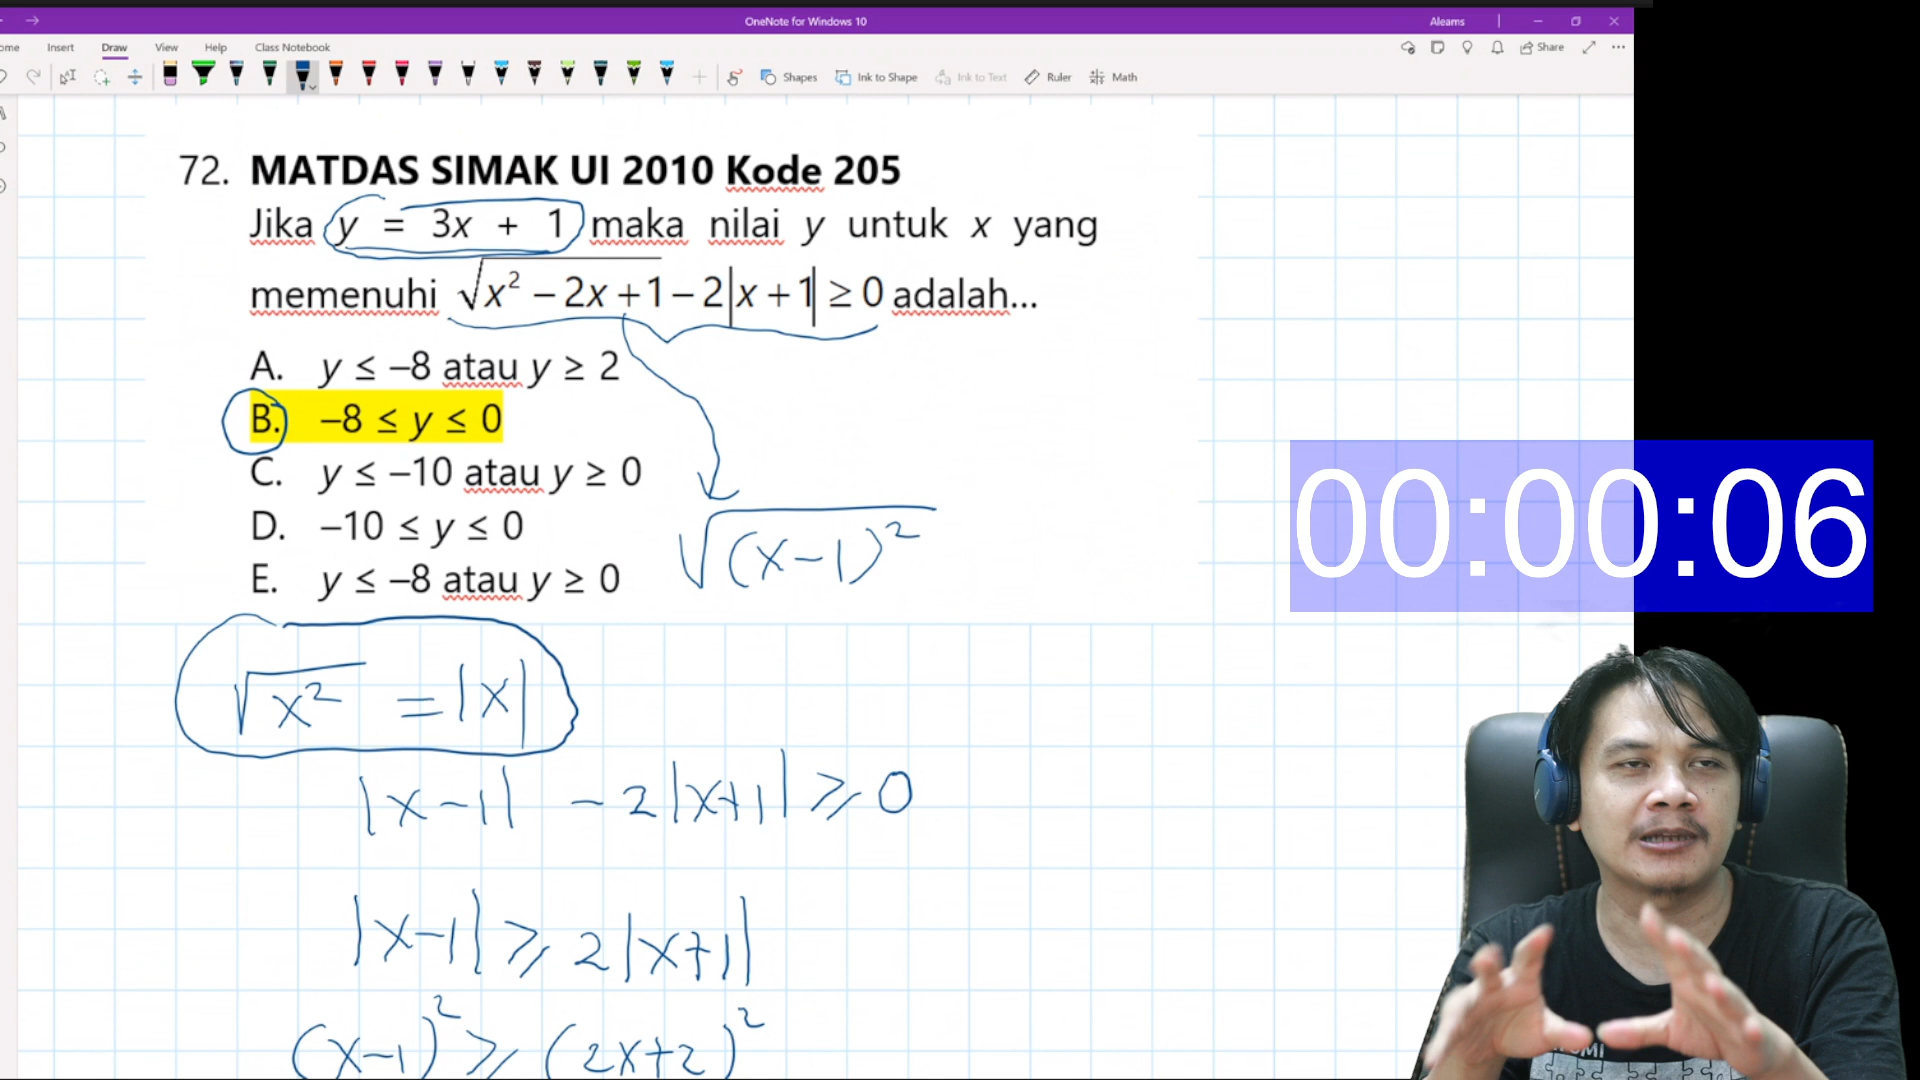 OneNote for Windows 10
Aleams
Insert Draw View Help Class Notebook
Share
Shapes Ink to Shape Ink to Text Ruler Math
72. MATDAS SIMAK UI 2010 Kode 205
Jika y = 3x + 1 maka nilai y untuk x yang
memenuhi √x² − 2x + 1 − 2|x + 1| ≥ 0 adalah...
A. y ≤ –8 atau y ≥ 2
B. –8 ≤ y ≤ 0
C. y ≤ –10 atau y ≥ 0
D. –10 ≤ y ≤ 0
E. y ≤ –8 atau y ≥ 0
√(x−1)²
00:00:06
√x² = |x|
|x−1| − 2|x+1| ≥ 0
|x−1| ≥ 2|x+1|
(x−1)² ≥ (2x+2)²